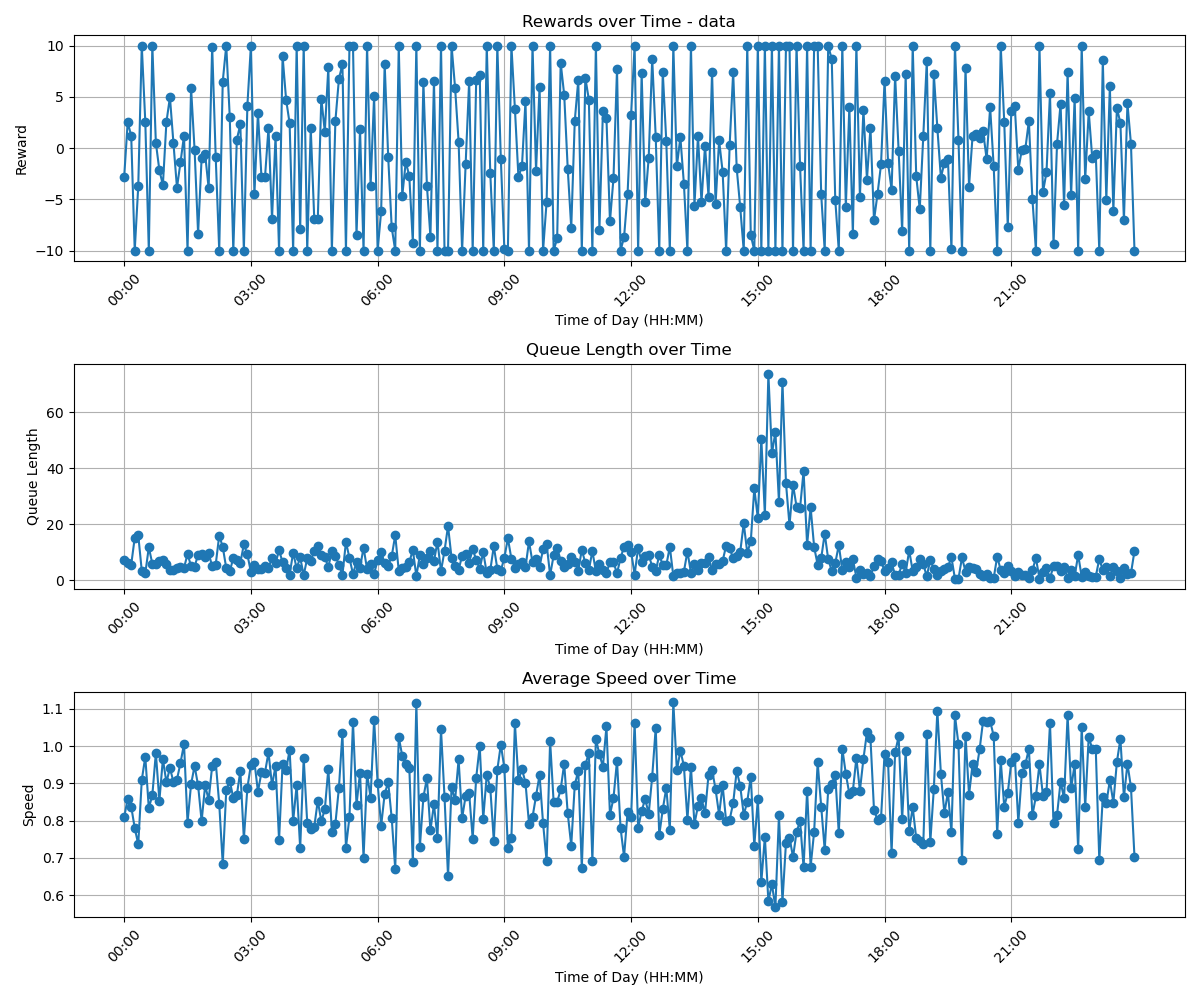 Rewards over Time - data
Reward
10
5
0
−5
−10
00:00 03:00 06:00 09:00 12:00 15:00 18:00 21:00
Time of Day (HH:MM)
Queue Length over Time
Queue Length
60
40
20
0
00:00 03:00 06:00 09:00 12:00 15:00 18:00 21:00
Time of Day (HH:MM)
Average Speed over Time
Speed
1.1
1.0
0.9
0.8
0.7
0.6
00:00 03:00 06:00 09:00 12:00 15:00 18:00 21:00
Time of Day (HH:MM)